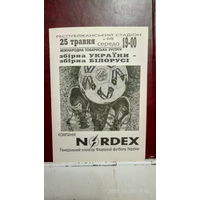 РЕСПУБЛІКАНСЬКИЙ СТАДІОН
25 травня
середа
19-00
МІЖНАРОДНА ТОВАРИСЬКА ЗУСТРІЧ
збірна УКРАЇНИ -
збірна БІЛОРУСІ
КОМПАНІЯ
NORDEX
Генеральний спонсор Федерації футболу України